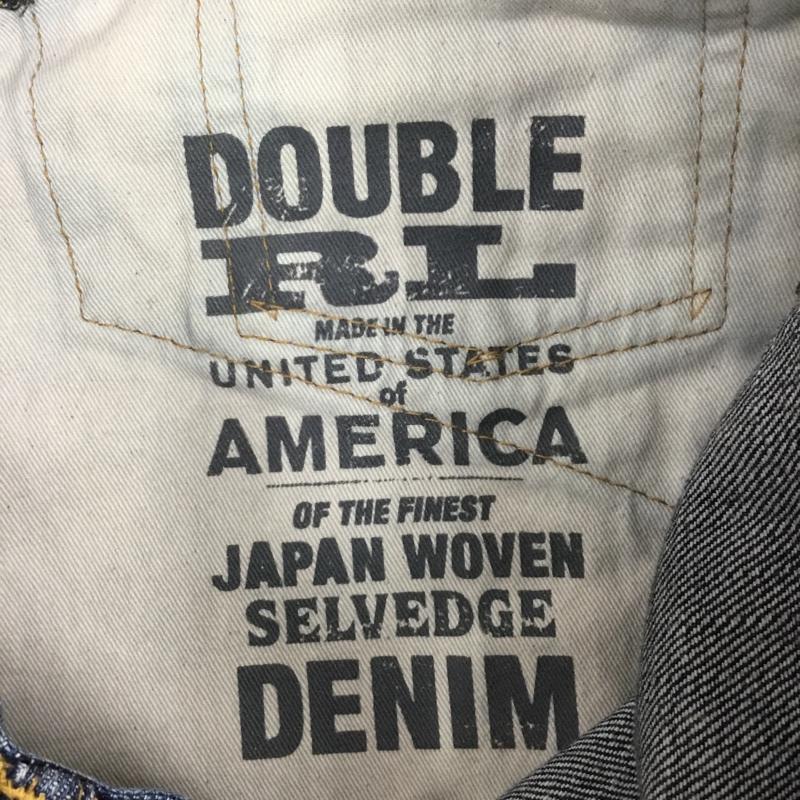 DOUBLE
RL
MADE IN THE
UNITED STATES
of
AMERICA
OF THE FINEST
JAPAN WOVEN
SELVEDGE
DENIM